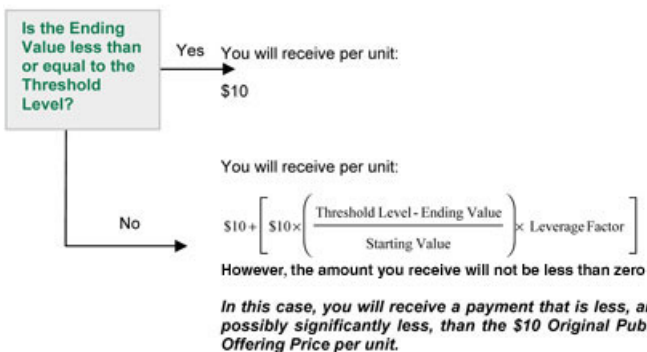 Is the Ending
Value less than
or equal to the
Threshold
Level?
Yes
You will receive per unit:
$10
No
You will receive per unit:
$10 + [ $10 × ( (Threshold Level - Ending Value) / Starting Value ) × Leverage Factor ]
However, the amount you receive will not be less than zero
In this case, you will receive a payment that is less,
possibly significantly less, than the $10 Original
Offering Price per unit.